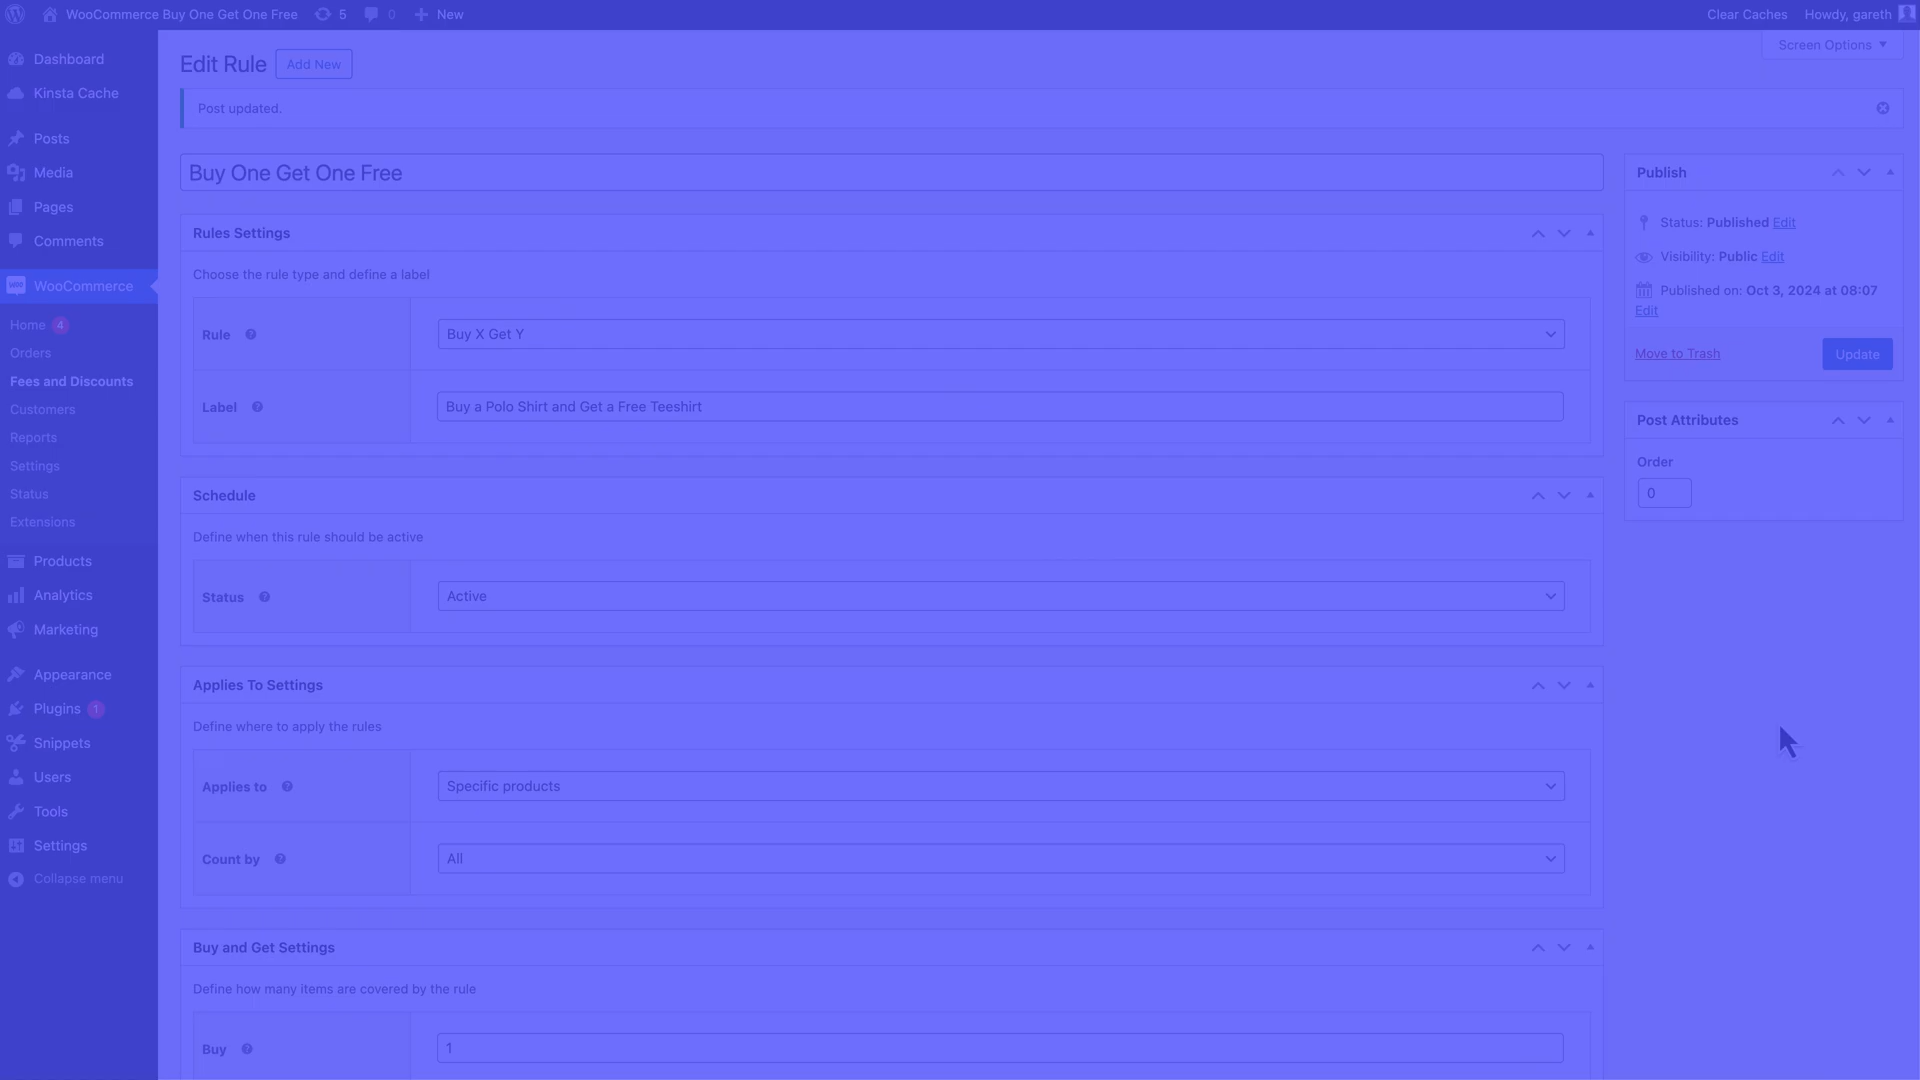 WooCommerce Buy One Get One Free 5 0 New Clear Caches Howdy, gareth
Screen Options
Dashboard
Kinsta Cache
Posts
Media
Pages
Comments
WooCommerce
Home 4
Orders
Fees and Discounts
Customers
Reports
Settings
Status
Extensions
Products
Analytics
Marketing
Appearance
Plugins 1
Snippets
Users
Tools
Settings
Collapse menu
Edit Rule Add New
Post updated.
Buy One Get One Free
Rules Settings
Choose the rule type and define a label
Rule Buy X Get Y
Label Buy a Polo Shirt and Get a Free Teeshirt
Schedule
Define when this rule should be active
Status Active
Applies To Settings
Define where to apply the rules
Applies to Specific products
Count by All
Buy and Get Settings
Define how many items are covered by the rule
Buy 1
Publish
Status: Published Edit
Visibility: Public Edit
Published on: Oct 3, 2024 at 08:07
Edit
Move to Trash Update
Post Attributes
Order
0